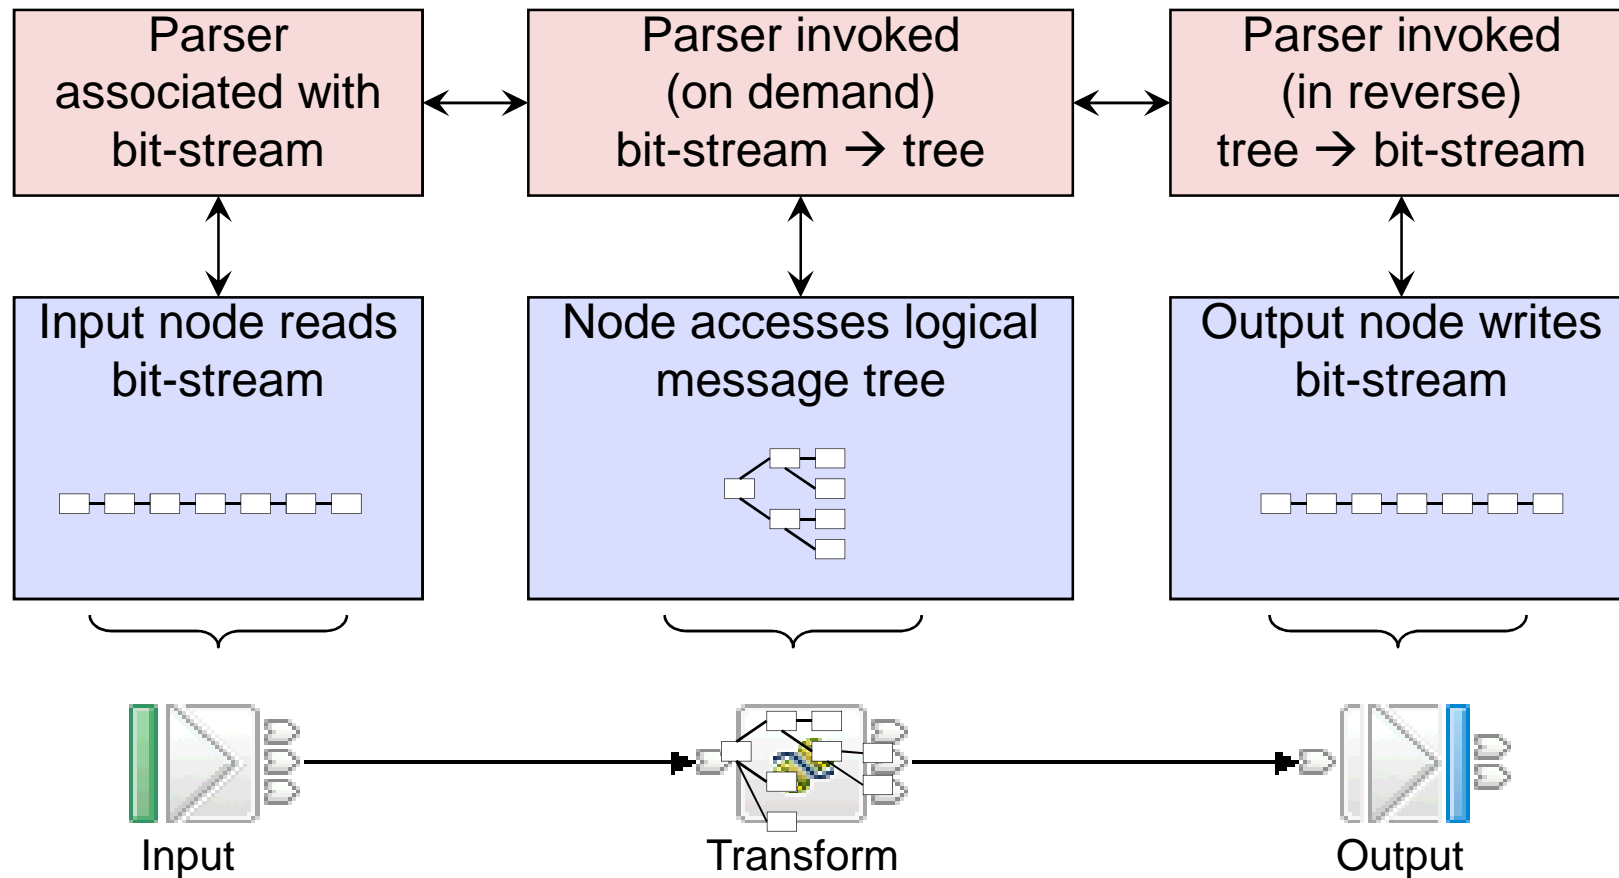 Parser
associated with
bit-stream
Parser invoked
(on demand)
bit-stream → tree
Parser invoked
(in reverse)
tree → bit-stream
Input node reads
bit-stream
Node accesses logical
message tree
Output node writes
bit-stream
Input
Transform
Output